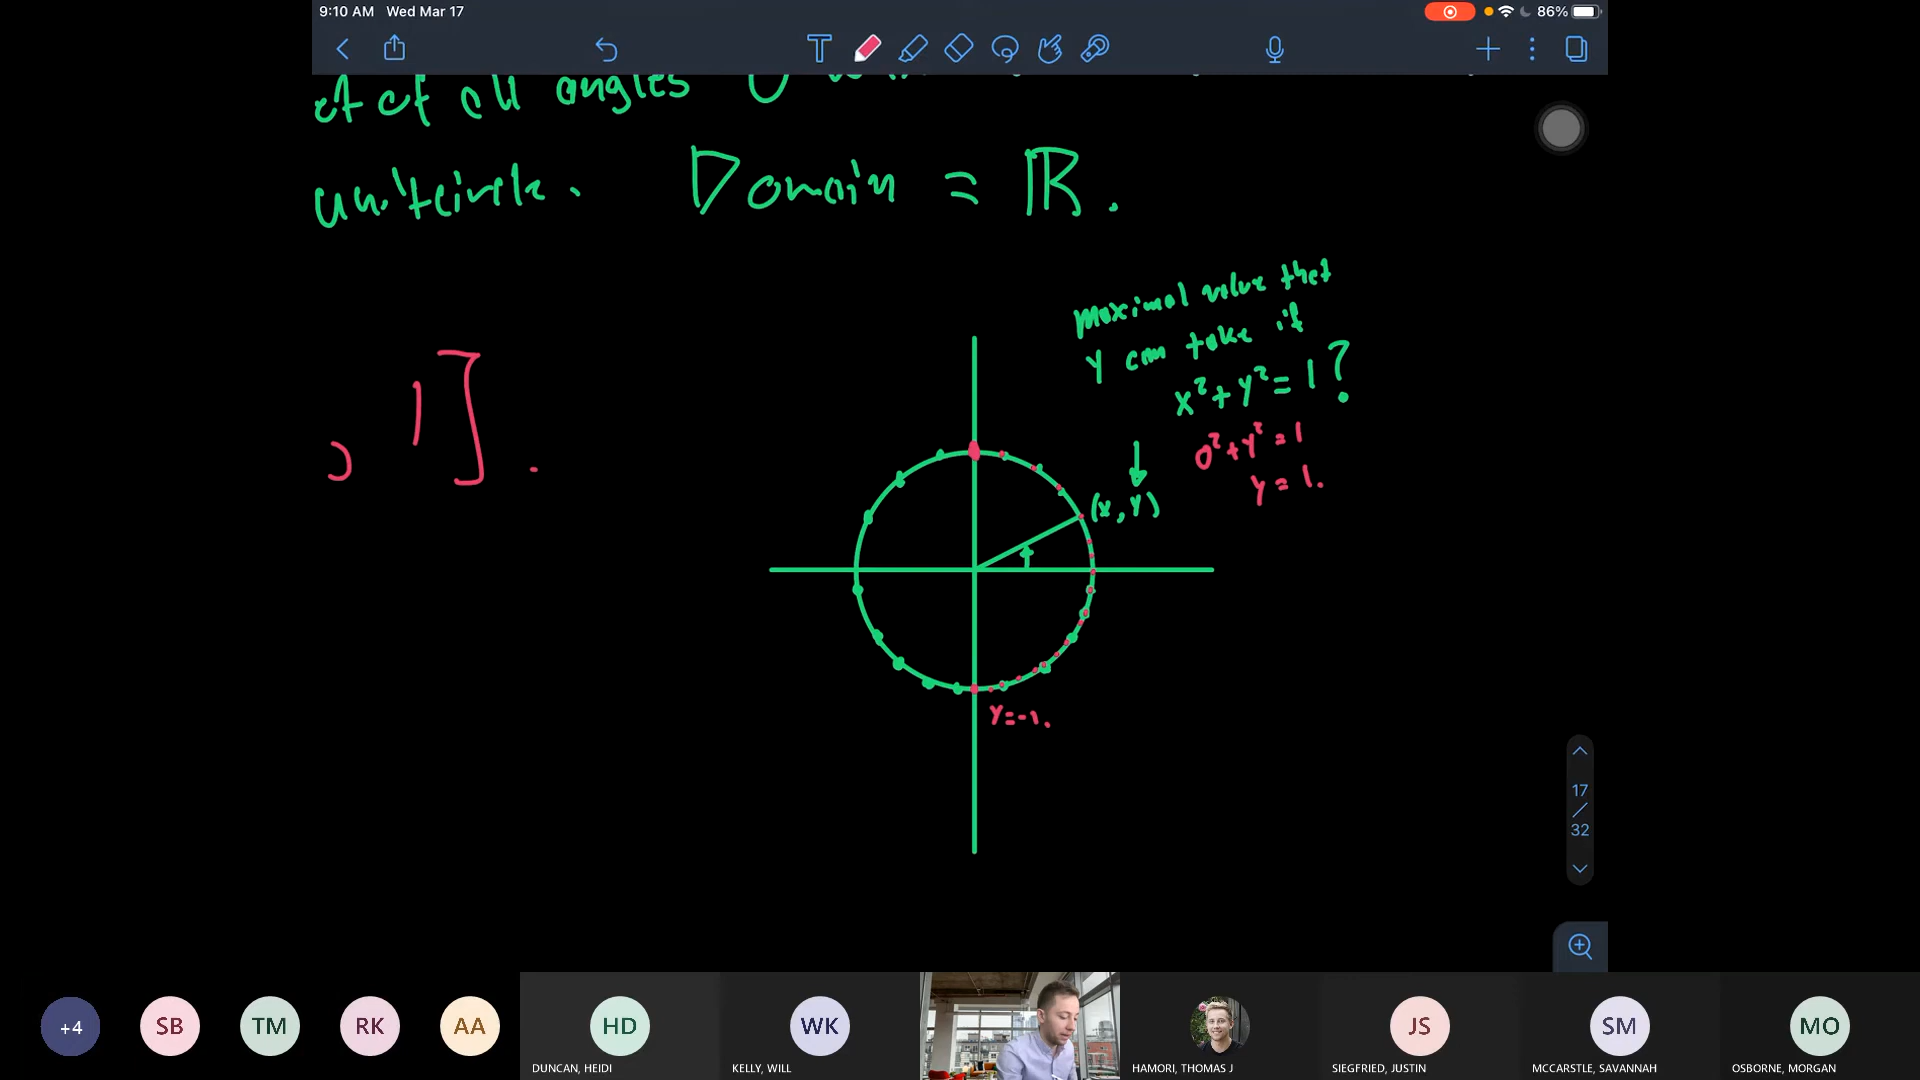 9:10 AM Wed Mar 17
86%
T
et of all angles θ
unit circle. Domain = ℝ.
maximal value that
y can take if
x² + y² = 1?
0² + y² = 1
y = 1.
, 1].
(x, y)
y = -1.
17
/
32
+4
SB
TM
RK
AA
HD
WK
JS
SM
MO
DUNCAN, HEIDI
KELLY, WILL
HAMORI, THOMAS J
SIEGFRIED, JUSTIN
MCCARSTLE, SAVANNAH
OSBORNE, MORGAN